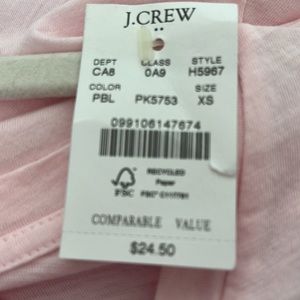 J.CREW
DEPT CLASS STYLE
CA8 0A9 H5967
COLOR SIZE
PBL PK5753 XS
099106147674
RECYCLED
Paper
FSC
COMPARABLE VALUE
$24.50